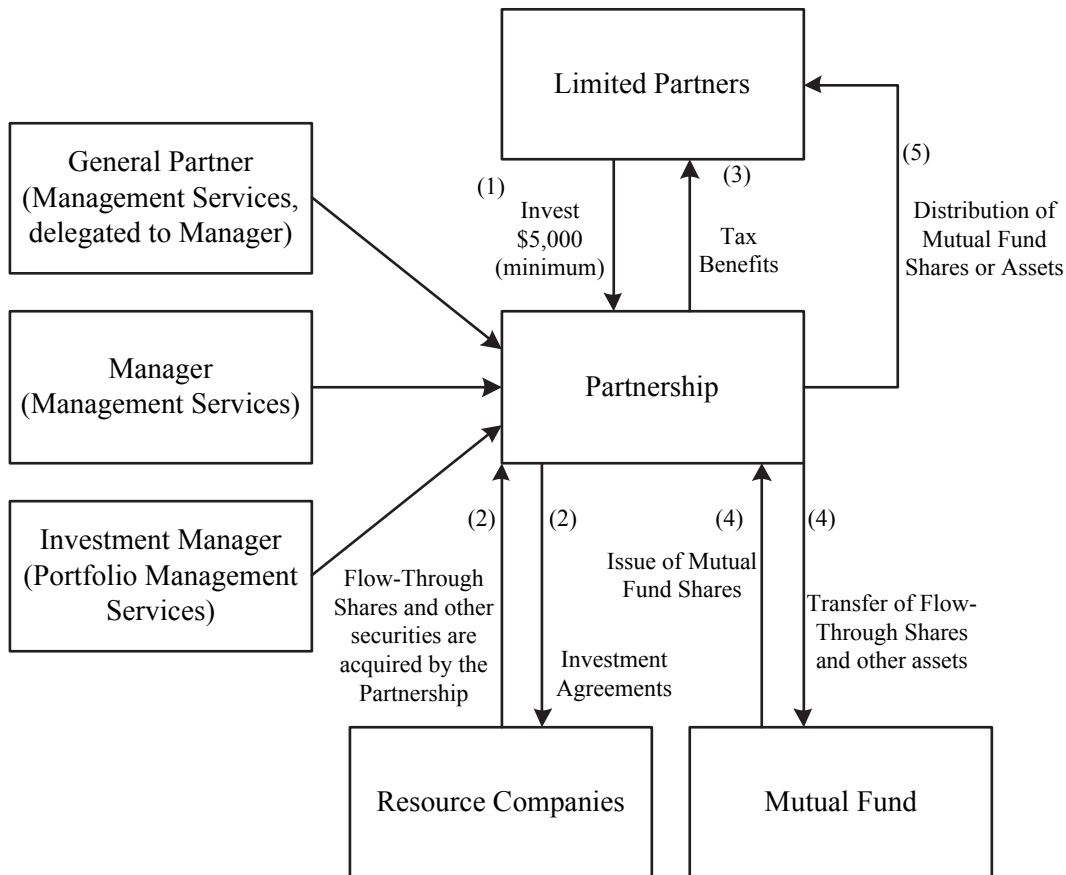 Limited Partners
General Partner
(Management Services,
delegated to Manager)
(1)
Invest
$5,000
(minimum)
(3)
Tax
Benefits
(5)
Distribution of
Mutual Fund
Shares or Assets
Manager
(Management Services)
Partnership
Investment Manager
(Portfolio Management
Services)
(2)
Flow-Through
Shares and other
securities are
acquired by the
Partnership
(2)
Investment
Agreements
(4)
Issue of Mutual
Fund Shares
(4)
Transfer of Flow-
Through Shares
and other assets
Resource Companies
Mutual Fund